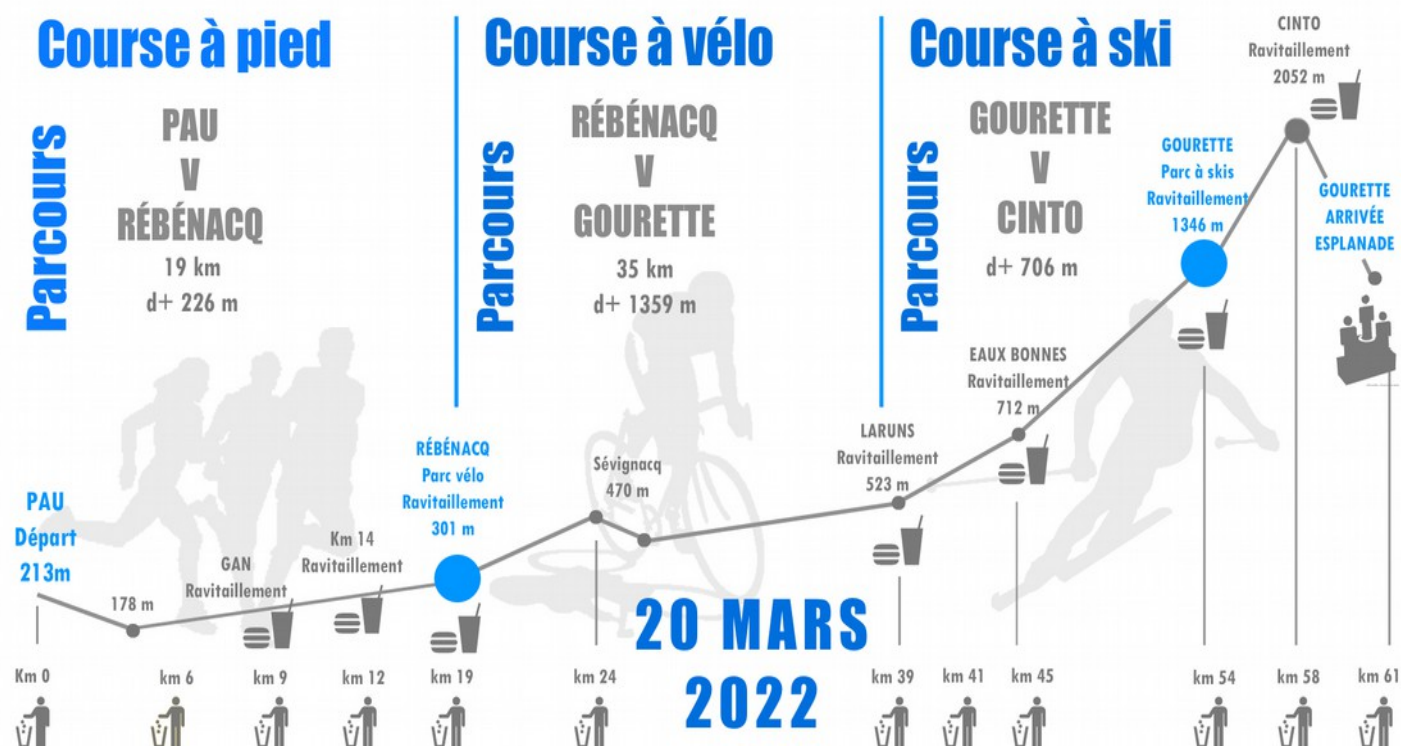 Course à pied
Parcours
PAU
V
RÉBÉNACQ
19 km
d+ 226 m
Course à vélo
Parcours
RÉBÉNACQ
V
GOURETTE
35 km
d+ 1359 m
Course à ski
Parcours
GOURETTE
V
CINTO
d+ 706 m
PAU
Départ
213m
178 m
GAN
Ravitaillement
Km 14
Ravitaillement
RÉBÉNACQ
Parc vélo
Ravitaillement
301 m
Sévignacq
470 m
LARUNS
Ravitaillement
523 m
EAUX BONNES
Ravitaillement
712 m
GOURETTE
Parc à skis
Ravitaillement
1346 m
CINTO
Ravitaillement
2052 m
GOURETTE
ARRIVÉE
ESPLANADE
20 MARS
2022
Km 0
km 6
km 9
km 12
km 19
km 24
km 39
km 41
km 45
km 54
km 58
km 61